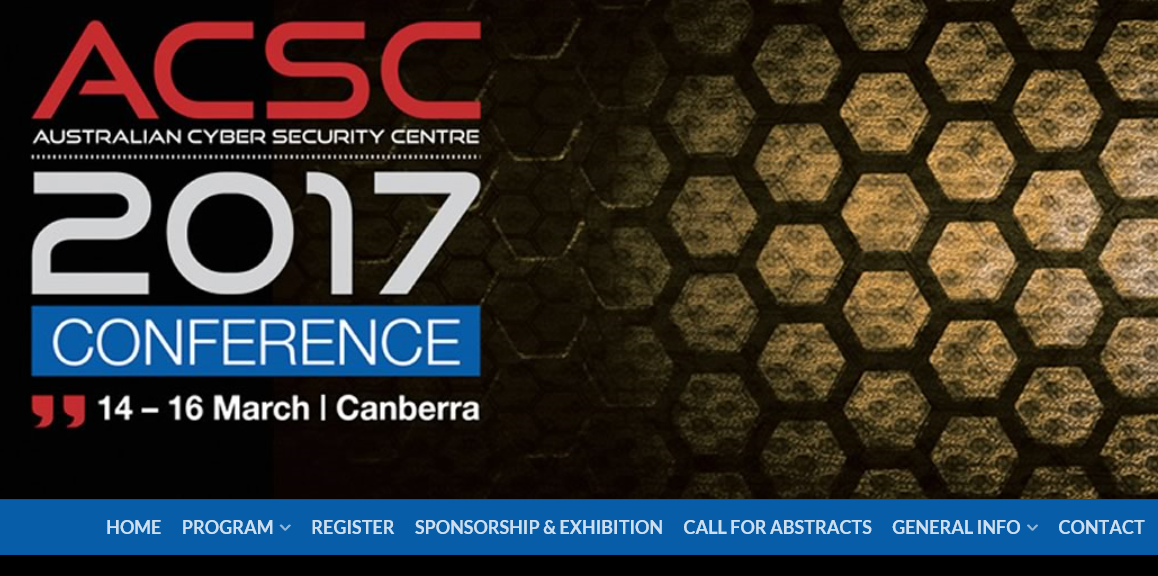 ACSC
AUSTRALIAN CYBER SECURITY CENTRE
2017
CONFERENCE
14 – 16 March | Canberra
HOME PROGRAM REGISTER SPONSORSHIP & EXHIBITION CALL FOR ABSTRACTS GENERAL INFO CONTACT